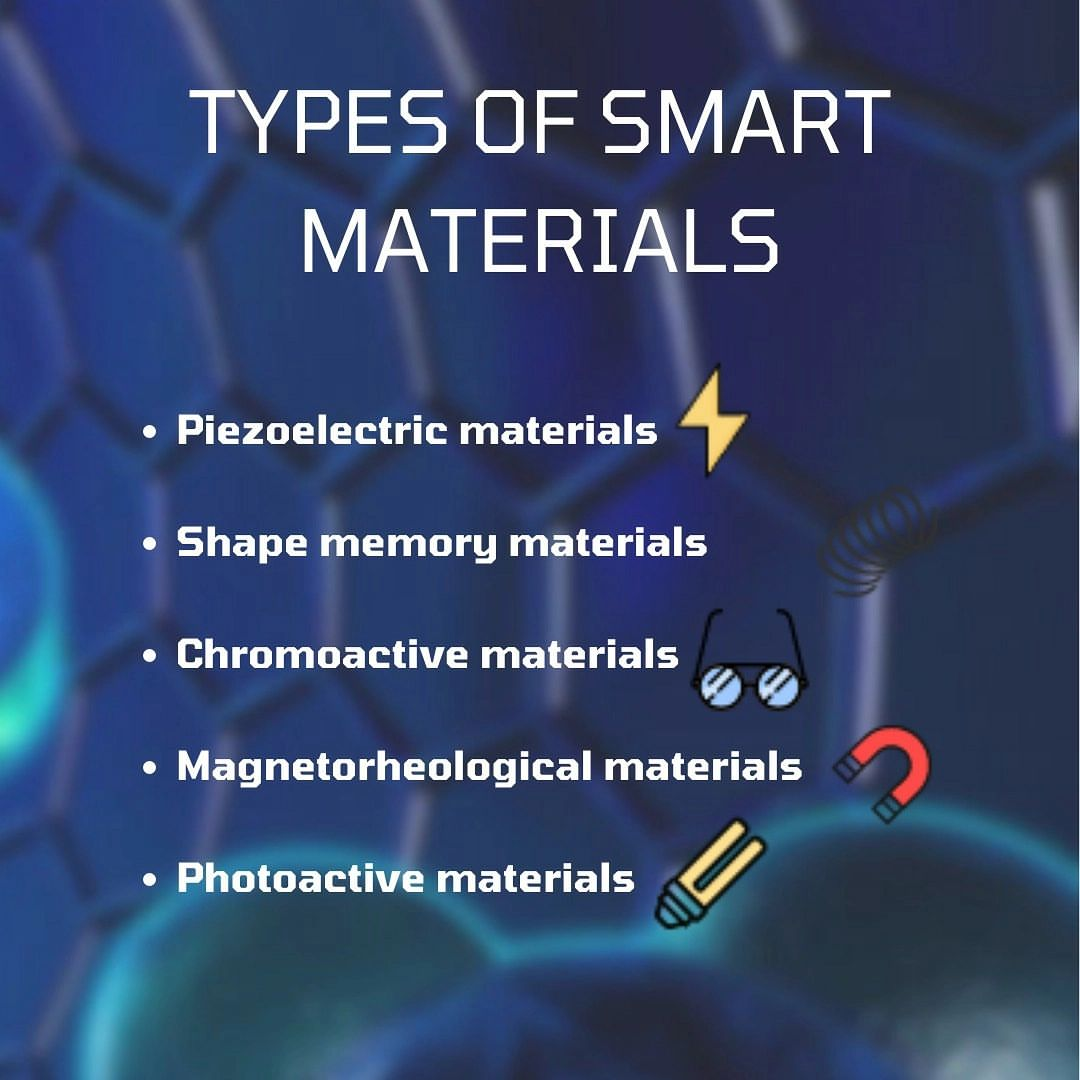 TYPES OF SMART
MATERIALS
• Piezoelectric materials
• Shape memory materials
• Chromoactive materials
• Magnetorheological materials
• Photoactive materials